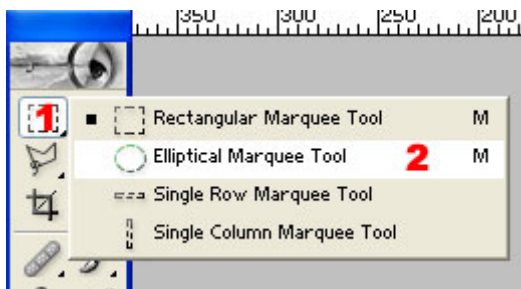 350 300 250 200
1 Rectangular Marquee Tool M
Elliptical Marquee Tool 2 M
Single Row Marquee Tool
Single Column Marquee Tool